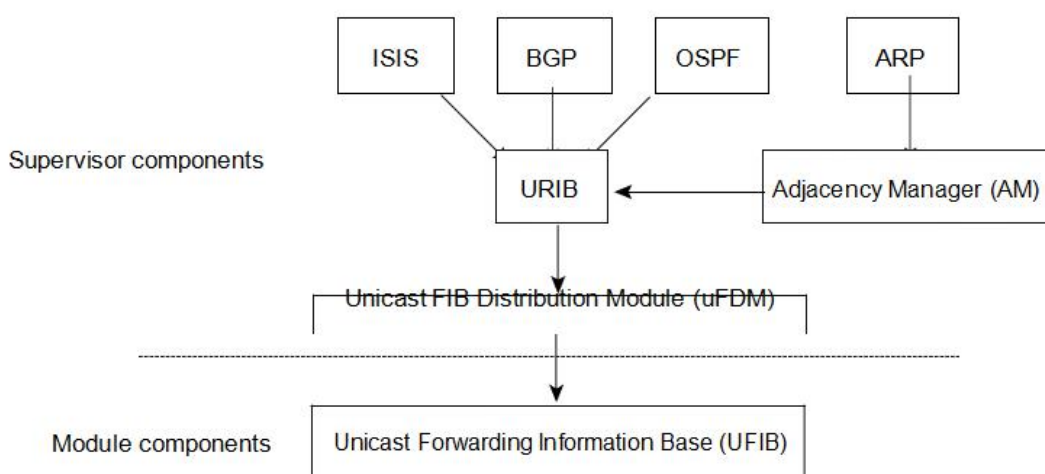 ISIS
BGP
OSPF
ARP
Supervisor components
URIB
Adjacency Manager (AM)
Unicast FIB Distribution Module (uFDM)
Module components
Unicast Forwarding Information Base (UFIB)